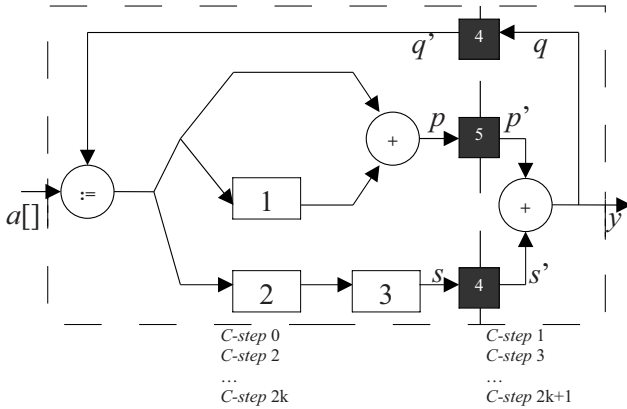 q’ 4 q
+ p 5 p’
:=
a[] 1 + y
2 3 s 4 s’
C-step 0 C-step 1
C-step 2 C-step 3
... ...
C-step 2k C-step 2k+1